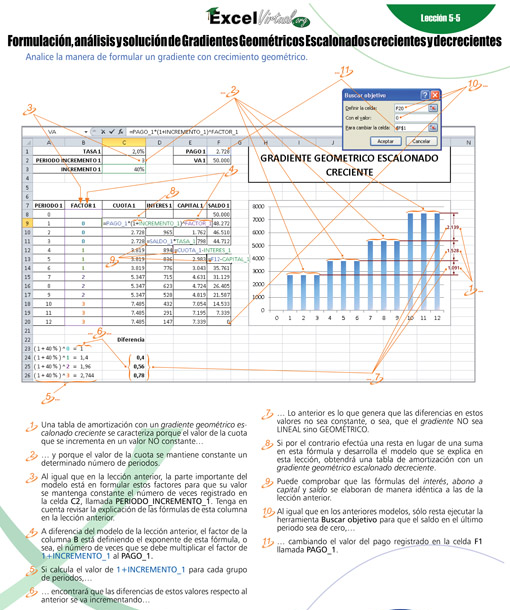 ExcelVirtual.org
Lección 5-5
Formulación, análisis y solución de Gradientes Geométricos Escalonados crecientes y decrecientes
Analice la manera de formular un gradiente con crecimiento geométrico.
VA =PAGO_1*(1+INCREMENTO_1)^FACTOR_1
A B C D E F G H I J K L M N
1 TASA 1 2,0% PAGO 1 2.728
2 PERIODO INCREMENTO 1 3 VA 1 50.000
3 INCREMENTO 1 40%
Buscar objetivo
Definir la celda: F20
Con el valor: 0
Para cambiar la celda: $F$1
Aceptar Cancelar
GRADIENTE GEOMETRICO ESCALONADO
CRECIENTE
7 PERIODO 1 FACTOR 1 CUOTA 1 INTERES 1 CAPITAL 1 SALDO 1
8 0 50.000
9 1 0 =PAGO_1*(1+INCREMENTO_1)^FACTOR_1 48.272
10 2 0 2.728 965 1.762 46.510
11 3 0 2.728 =SALDO_1*TASA_1 798 44.712
12 4 1 3.819 894 =CUOTA_1-INTERES_1
13 5 1 3.819 836 2.983 =F12-CAPITAL_1
14 6 1 3.819 776 3.043 35.761
15 7 2 5.347 715 4.631 31.129
16 8 2 5.347 623 4.724 26.405
17 9 2 5.347 528 4.819 21.587
18 10 3 7.485 432 7.054 14.533
19 11 3 7.485 291 7.195 7.339
20 12 3 7.485 147 7.339 0
8000
7000
6000
5000
4000
3000
2000
1000
0
0 1 2 3 4 5 6 7 8 9 10 11 12
2.139
1.528
1.091
22 Diferencia
23 (1 + 40 % ) ^ 0 = 1
24 (1 + 40 % ) ^ 1 = 1,4 0,4
25 (1 + 40 % ) ^ 2 = 1,96 0,56
26 (1 + 40 % ) ^ 3 = 2,744 0,78
1 Una tabla de amortización con un gradiente geométrico es-
calonado creciente se caracteriza porque el valor de la cuota
que se incrementa en un valor NO constante…
2 … y porque el valor de la cuota se mantiene constante un
determinado número de periodos.
3 Al igual que en la lección anterior, la parte importante del
modelo está en formular estos factores para que su valor
se mantenga constante el número de veces registrado en
la celda C2, llamada PERIODO_INCREMENTO_1. Tenga en
cuenta revisar la explicación de las fórmulas de esta columna
en la lección anterior.
4 A diferencia del modelo de la lección anterior, el factor de la
columna B está definiendo el exponente de esta fórmula, o
sea, el número de veces que se debe multiplicar el factor de
1+INCREMENTO_1 al PAGO_1.
5 Si calcula el valor de 1+INCREMENTO_1 para cada grupo
de periodos,…
6 … encontrará que las diferencias de estos valores respecto al
anterior se va incrementando…
7 … Lo anterior es lo que genera que las diferencias en estos
valores no sea constante, o sea, que el gradiente NO sea
LINEAL sino GEOMÉTRICO.
8 Si por el contrario efectúa una resta en lugar de una suma
en esta fórmula y desarrolla el modelo que se explica en
esta lección, obtendrá una tabla de amortización con un
gradiente geométrico escalonado decreciente.
9 Puede comprobar que las fórmulas del interés, abono a
capital y saldo se elaboran de manera idéntica a las de la
lección anterior.
10 Al igual que en los anteriores modelos, sólo resta ejecutar la
herramienta Buscar objetivo para que el saldo en el último
periodo sea de cero,…
11 … cambiando el valor del pago registrado en la celda F1
llamada PAGO_1.